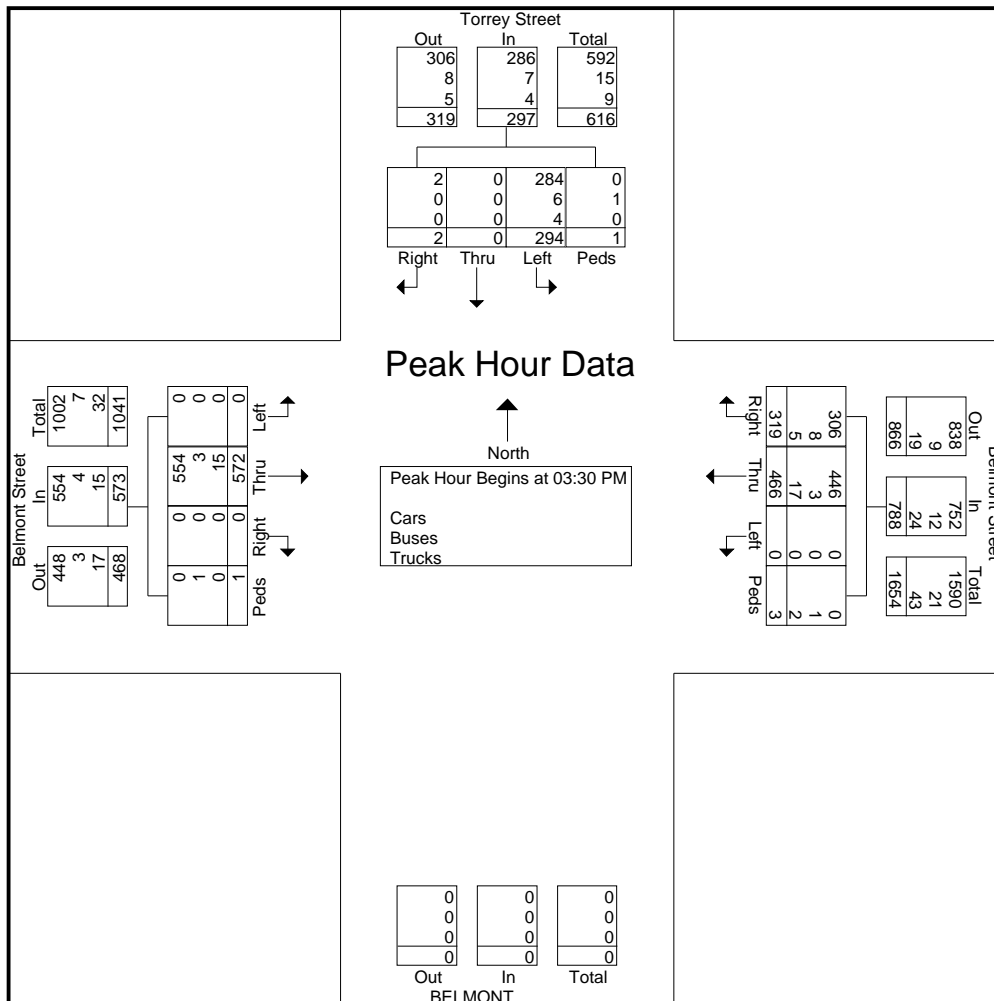 Torrey Street
Out In Total
306 286 592
8 7 15
5 4 9
319 297 616
2 0 284 0
0 0 6 1
0 0 4 0
2 0 294 1
Right Thru Left Peds
Peak Hour Data
North
Peak Hour Begins at 03:30 PM
Cars
Buses
Trucks
Belmont Street
Out In Total
448 554 1002
3 4 7
17 15 32
468 573 1041
Left Thru Right Peds
0 554 0 0
0 3 0 1
0 15 0 0
0 572 0 1
Right Thru Left Peds
306 446 0 0
8 3 0 1
5 17 0 2
319 466 0 3
Belmont Street
Out In Total
838 752 1590
9 12 21
19 24 43
866 788 1654
0 0 0
0 0 0
0 0 0
0 0 0
Out In Total
BELMONT